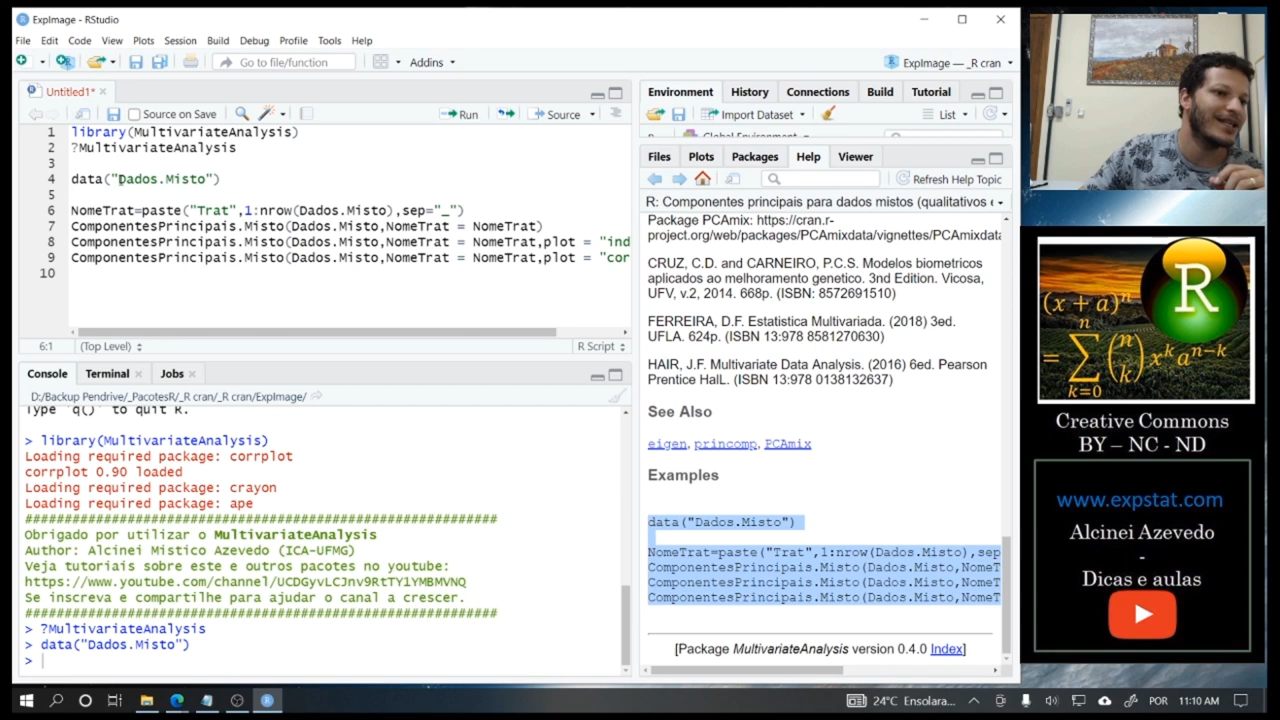 ExpImage - RStudio
File Edit Code View Plots Session Build Debug Profile Tools Help
Go to file/function
Addins
ExpImage — _R cran
Untitled1*
Source on Save
Run
Source
1 library(MultivariateAnalysis)
2 ?MultivariateAnalysis
3
4 data("Dados.Misto")
5
6 NomeTrat=paste("Trat",1:nrow(Dados.Misto),sep="_")
7 ComponentesPrincipais.Misto(Dados.Misto,NomeTrat = NomeTrat)
8 ComponentesPrincipais.Misto(Dados.Misto,NomeTrat = NomeTrat,plot = "ind
9 ComponentesPrincipais.Misto(Dados.Misto,NomeTrat = NomeTrat,plot = "cor
10
6:1 (Top Level) R Script
Console Terminal Jobs
D:/Backup Pendrive/_PacotesR/_R cran/_R cran/ExpImage/
Type 'q()' to quit R.
> library(MultivariateAnalysis)
Loading required package: corrplot
corrplot 0.90 loaded
Loading required package: crayon
Loading required package: ape
################################################################
Obrigado por utilizar o MultivariateAnalysis
Author: Alcinei Mistico Azevedo (ICA-UFMG)
Veja tutoriais sobre este e outros pacotes no youtube:
https://www.youtube.com/channel/UCDGyvLCJnv9RtTY1YMBMVNQ
Se inscreva e compartilhe para ajudar o canal a crescer.
################################################################
> ?MultivariateAnalysis
> data("Dados.Misto")
>
Environment History Connections Build Tutorial
Import Dataset
List
Global Environment
Files Plots Packages Help Viewer
Refresh Help Topic
R: Componentes principais para dados mistos (qualitativos e
Package PCAmix: https://cran.r-
project.org/web/packages/PCAmixdata/vignettes/PCAmixdata
CRUZ, C.D. and CARNEIRO, P.C.S. Modelos biometricos
aplicados ao melhoramento genetico. 3nd Edition. Vicosa,
UFV, v.2, 2014. 668p. (ISBN: 8572691510)
FERREIRA, D.F. Estatistica Multivariada. (2018) 3ed.
UFLA. 624p. (ISBN 13:978 8581270630)
HAIR, J.F. Multivariate Data Analysis. (2016) 6ed. Pearson
Prentice HalL. (ISBN 13:978 0138132637)
See Also
eigen, princomp, PCAmix
Examples
data("Dados.Misto")
NomeTrat=paste("Trat",1:nrow(Dados.Misto),sep
ComponentesPrincipais.Misto(Dados.Misto,NomeT
ComponentesPrincipais.Misto(Dados.Misto,NomeT
ComponentesPrincipais.Misto(Dados.Misto,NomeT
[Package MultivariateAnalysis version 0.4.0 Index]
R
(x + a)^n
= ∑ n k=0 (n k) x^k a^n−k
Creative Commons
BY – NC - ND
www.expstat.com
Alcinei Azevedo
-
Dicas e aulas
24°C Ensolara...
POR
11:10 AM